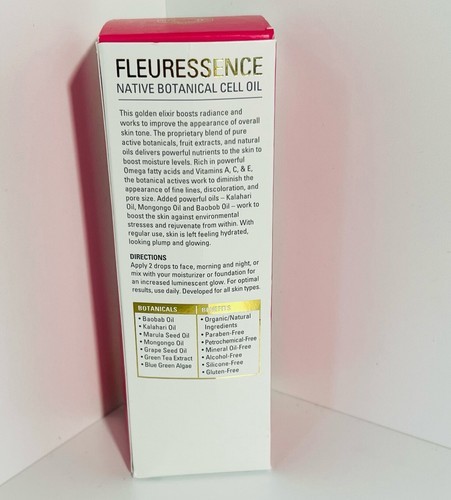 FLEURESSENCE
NATIVE BOTANICAL CELL OIL
This golden elixir boosts radiance and
works to improve the appearance of overall
skin tone. The proprietary blend of pure
active botanicals, fruit extracts, and natural
oils delivers powerful nutrients to the skin to
boost moisture levels. Rich in powerful
Omega fatty acids and Vitamins A, C, & E,
the botanical actives work to diminish the
appearance of fine lines, discoloration, and
pore size. Added powerful oils – Kalahari
Oil, Mongongo Oil and Baobab Oil – work to
boost the skin against environmental
stresses and rejuvenate from within. With
regular use, skin is left feeling hydrated,
looking plump and glowing.
DIRECTIONS
Apply 2 drops to face, morning and night, or
mix with your moisturizer or foundation for
an increased luminescent glow. For optimal
results, use daily. Developed for all skin types.
BOTANICALS
• Baobab Oil
• Kalahari Oil
• Marula Seed Oil
• Mongongo Oil
• Grape Seed Oil
• Green Tea Extract
• Blue Green Algae
BENEFITS
• Organic/Natural
Ingredients
• Paraben-Free
• Petrochemical-Free
• Mineral Oil-Free
• Alcohol-Free
• Silicone-Free
• Gluten-Free